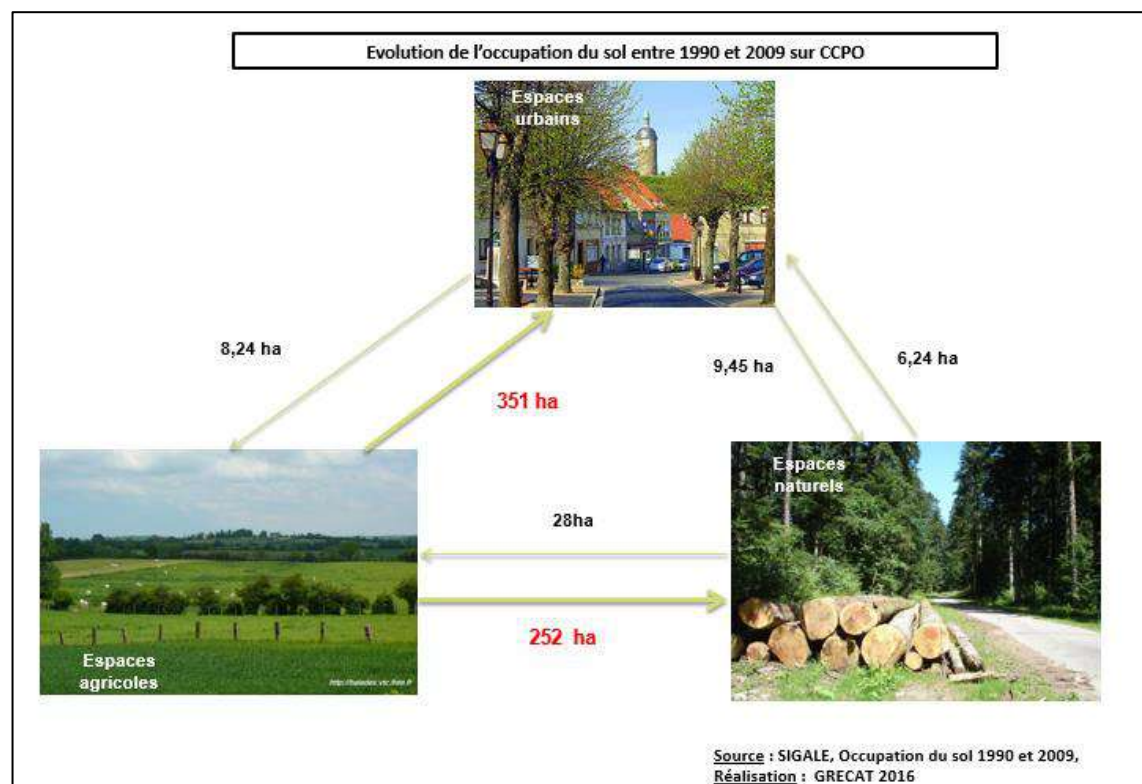 Evolution de l’occupation du sol entre 1990 et 2009 sur CCPO
Espaces
urbains
8,24 ha
351 ha
9,45 ha
6,24 ha
Espaces
naturels
28ha
252 ha
Espaces
agricoles
Source : SIGALE, Occupation du sol 1990 et 2009,
Réalisation : GRECAT 2016